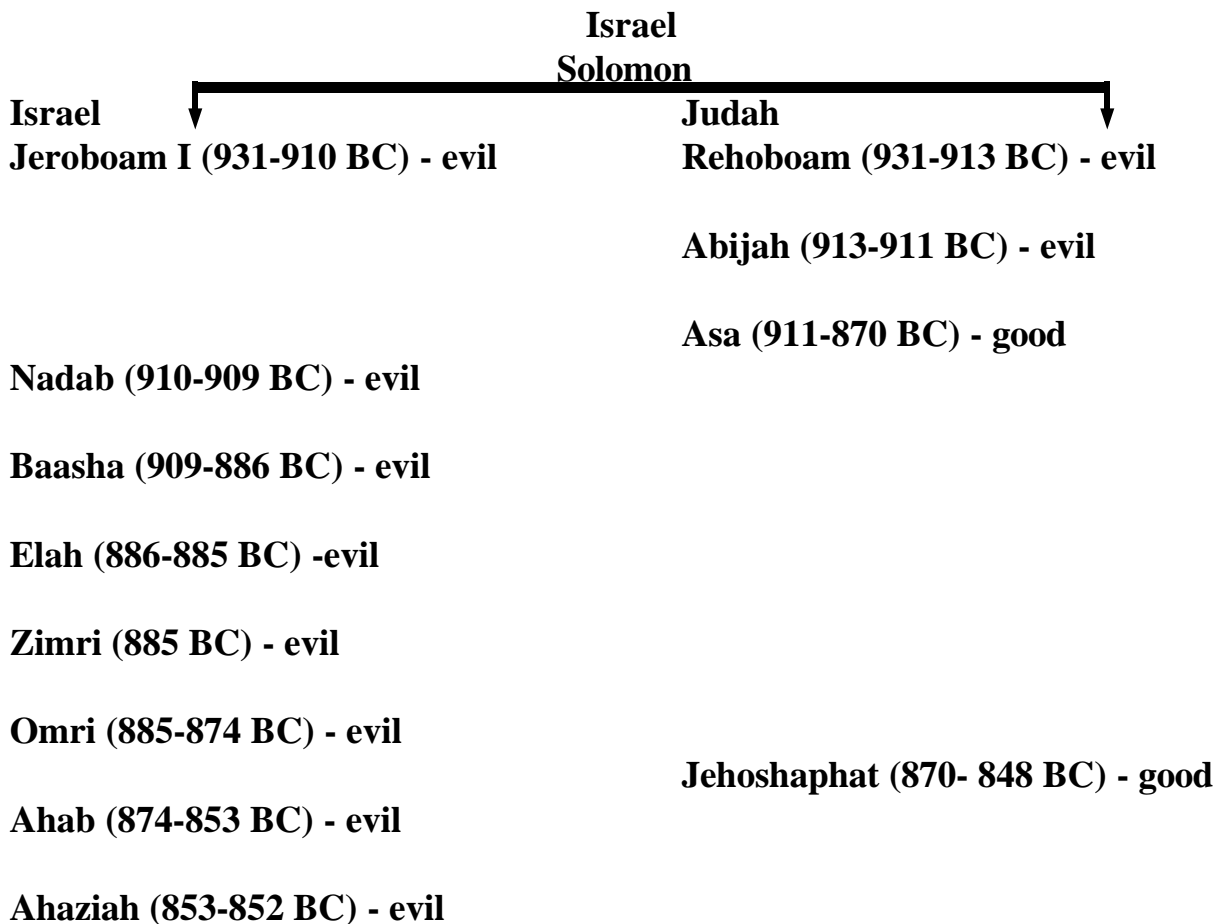 Israel
Solomon
Israel Judah
Jeroboam I (931-910 BC) - evil Rehoboam (931-913 BC) - evil
Abijah (913-911 BC) - evil
Asa (911-870 BC) - good
Nadab (910-909 BC) - evil
Baasha (909-886 BC) - evil
Elah (886-885 BC) -evil
Zimri (885 BC) - evil
Omri (885-874 BC) - evil
Jehoshaphat (870- 848 BC) - good
Ahab (874-853 BC) - evil
Ahaziah (853-852 BC) - evil